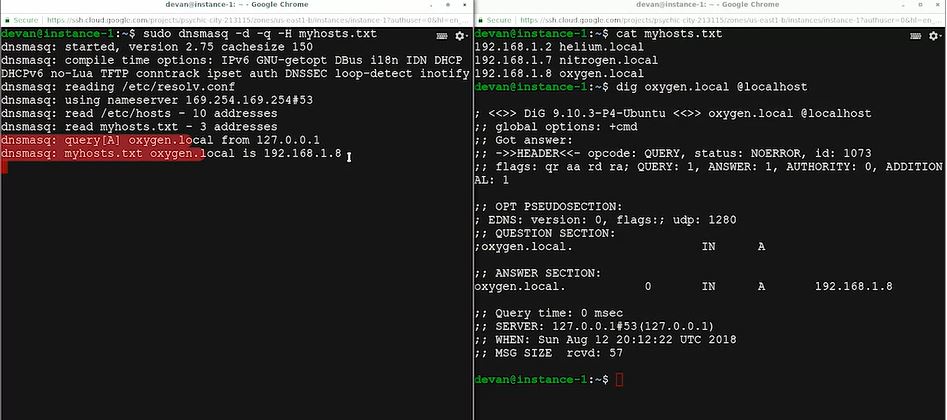 devan@instance-1: ~ - Google Chrome
Secure | https://ssh.cloud.google.com/projects/psychic-city-213115/zones/us-east1-b/instances/instance-1?authuser=0&hl=en_...
devan@instance-1:~$ sudo dnsmasq -d -q -H myhosts.txt
dnsmasq: started, version 2.75 cachesize 150
dnsmasq: compile time options: IPv6 GNU-getopt DBus i18n IDN DHCP
DHCPv6 no-Lua TFTP conntrack ipset auth DNSSEC loop-detect inotify
dnsmasq: reading /etc/resolv.conf
dnsmasq: using nameserver 169.254.169.254#53
dnsmasq: read /etc/hosts - 10 addresses
dnsmasq: read myhosts.txt - 3 addresses
dnsmasq: query[A] oxygen.local from 127.0.0.1
dnsmasq: myhosts.txt oxygen.local is 192.168.1.8
devan@instance-1: ~ - Google Chrome
Secure | https://ssh.cloud.google.com/projects/psychic-city-213115/zones/us-east1-b/instances/instance-1?authuser=0&hl=en_...
devan@instance-1:~$ cat myhosts.txt
192.168.1.2 helium.local
192.168.1.7 nitrogen.local
192.168.1.8 oxygen.local
devan@instance-1:~$ dig oxygen.local @localhost
; <<>> DiG 9.10.3-P4-Ubuntu <<>> oxygen.local @localhost
;; global options: +cmd
;; Got answer:
;; ->>HEADER<<- opcode: QUERY, status: NOERROR, id: 1073
;; flags: qr aa rd ra; QUERY: 1, ANSWER: 1, AUTHORITY: 0, ADDITION
AL: 1
;; OPT PSEUDOSECTION:
; EDNS: version: 0, flags:; udp: 1280
;; QUESTION SECTION:
;oxygen.local. IN A
;; ANSWER SECTION:
oxygen.local. 0 IN A 192.168.1.8
;; Query time: 0 msec
;; SERVER: 127.0.0.1#53(127.0.0.1)
;; WHEN: Sun Aug 12 20:12:22 UTC 2018
;; MSG SIZE rcvd: 57
devan@instance-1:~$